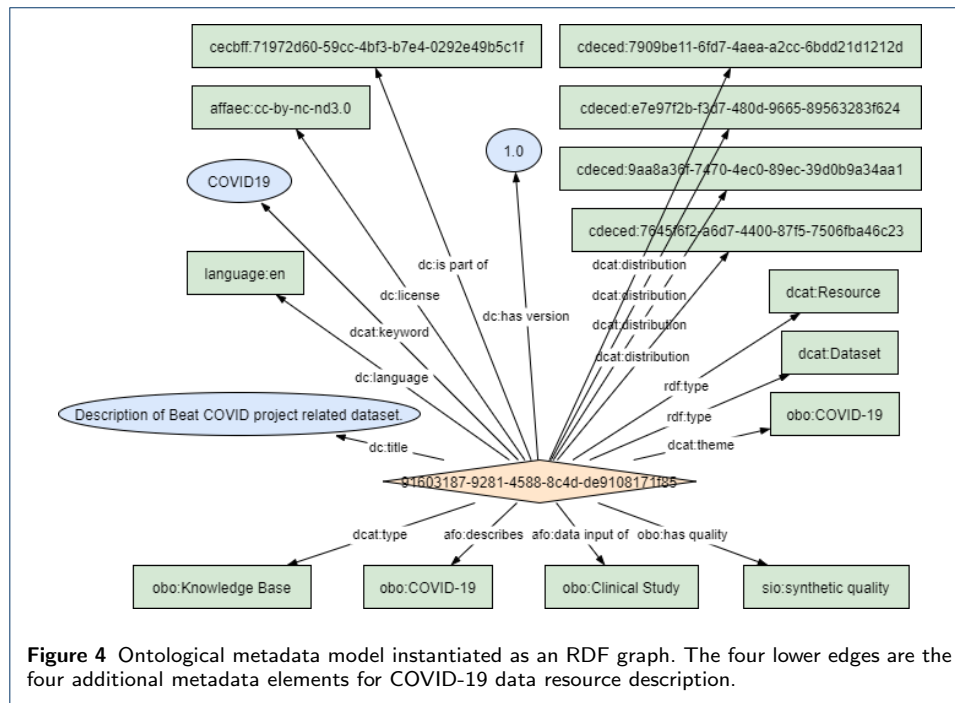 cecbff:71972d60-59cc-4bf3-b7e4-0292e49b5c1f
cdeced:7909be11-6fd7-4aea-a2cc-6bdd21d1212d
affaec:cc-by-nc-nd3.0
cdeced:e7e97f2b-f3d7-480d-9665-89563283f624
1.0
COVID19
cdeced:9aa8a36f-7470-4ec0-89ec-39d0b9a34aa1
cdeced:7645f6f2-a6d7-4400-87f5-7506fba46c23
language:en
dc:is part of
dcat:distribution
dcat:Resource
dc:license
dcat:distribution
dc:has version
dcat:keyword
dcat:distribution
dcat:distribution
dcat:Dataset
dc:language
rdf:type
Description of Beat COVID project related dataset.
rdf:type
obo:COVID-19
dc:title
dcat:theme
91603187-9281-4588-8c4d-de9108171f85
dcat:type
afo:describes
afo:data input of
obo:has quality
obo:Knowledge Base
obo:COVID-19
obo:Clinical Study
sio:synthetic quality
Figure 4 Ontological metadata model instantiated as an RDF graph. The four lower edges are the
four additional metadata elements for COVID-19 data resource description.